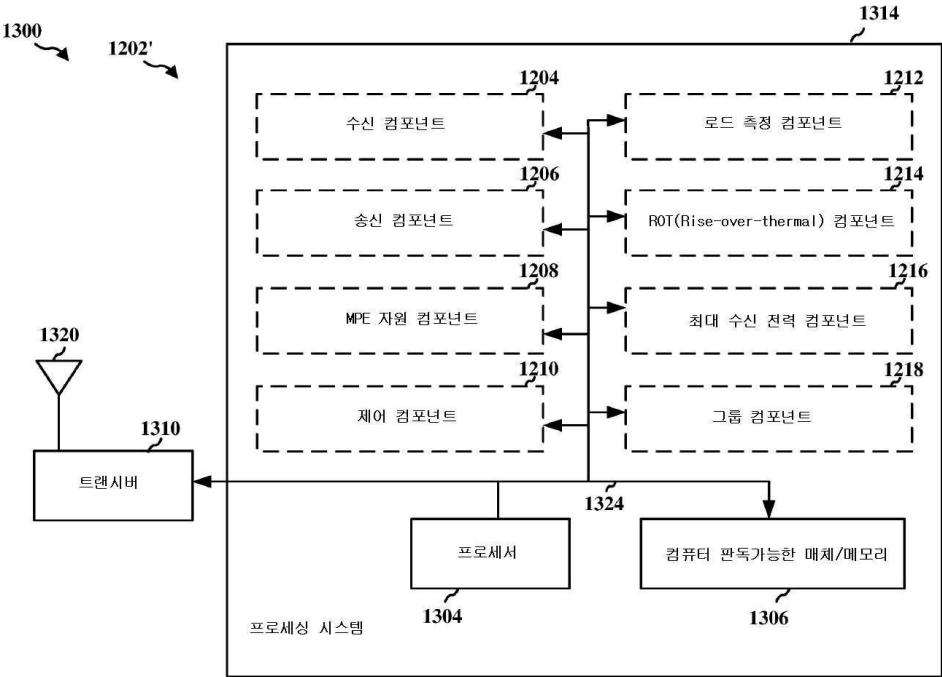 1300
1202'
1314
1204
수신 컴포넌트
1212
로드 측정 컴포넌트
1206
송신 컴포넌트
1214
ROT(Rise-over-thermal) 컴포넌트
1208
MPE 자원 컴포넌트
1216
최대 수신 전력 컴포넌트
1210
제어 컴포넌트
1218
그룹 컴포넌트
1320
1310
트랜시버
1324
프로세서
1304
컴퓨터 판독가능한 매체/메모리
1306
프로세싱 시스템